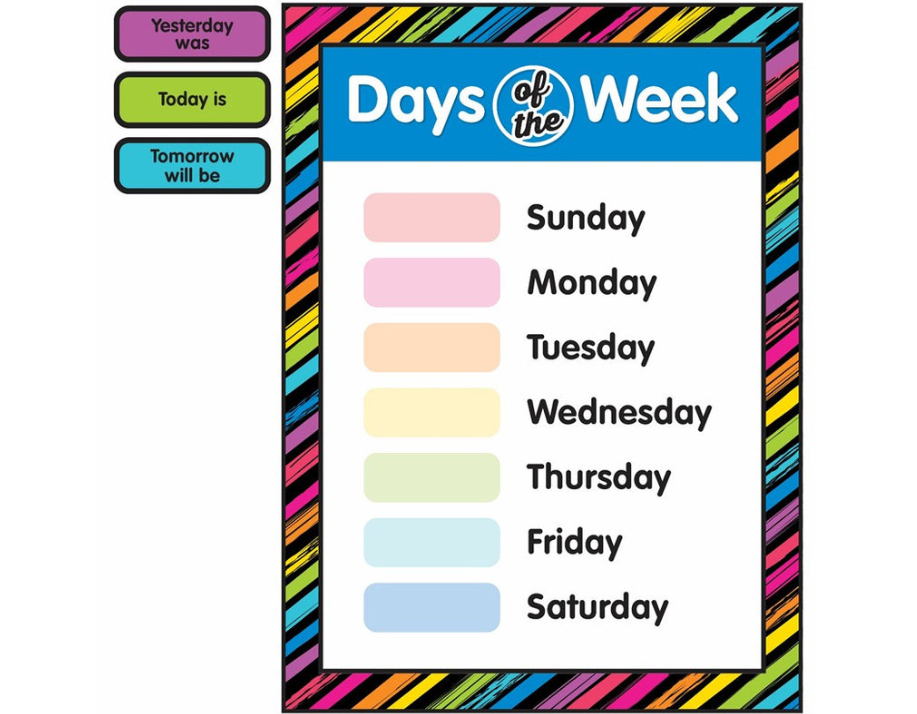 Yesterday
was
Today is
Tomorrow
will be
Days of the Week
Sunday
Monday
Tuesday
Wednesday
Thursday
Friday
Saturday